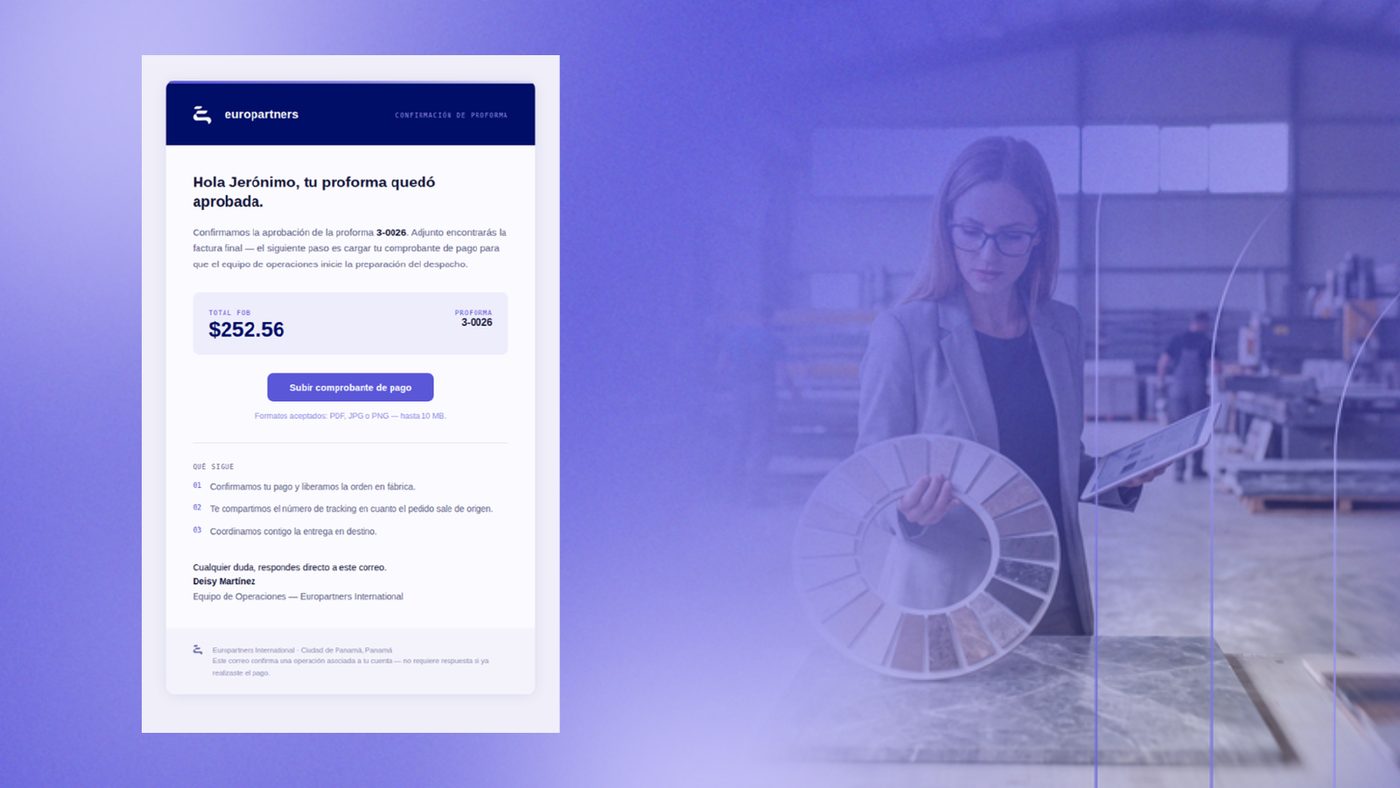 europartners
CONFIRMACIÓN DE PROFORMA
Hola Jerónimo, tu proforma quedó
aprobada.
Confirmamos la aprobación de la proforma 3-0026. Adjunto encontrarás la
factura final — el siguiente paso es cargar tu comprobante de pago para
que el equipo de operaciones inicie la preparación del despacho.
TOTAL FOB
$252.56
PROFORMA
3-0026
Subir comprobante de pago
Formatos aceptados: PDF, JPG o PNG — hasta 10 MB.
QUÉ SIGUE
01 Confirmamos tu pago y liberamos la orden en fábrica.
02 Te compartimos el número de tracking en cuanto el pedido sale de origen.
03 Coordinamos contigo la entrega en destino.
Cualquier duda, respondes directo a este correo.
Deisy Martínez
Equipo de Operaciones — Europartners International
Europartners International · Ciudad de Panamá, Panamá
Este correo confirma una operación asociada a tu cuenta — no requiere respuesta si ya
realizaste el pago.